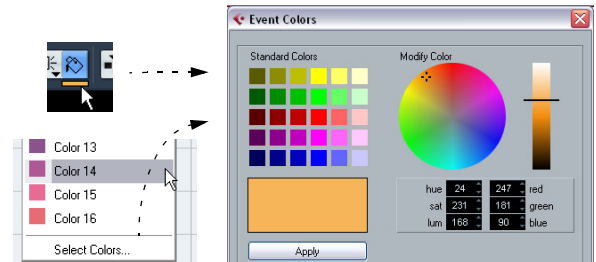 Event Colors
Standard Colors
Modify Color
Color 13
Color 14
Color 15
Color 16
Select Colors...
hue 24 247 red
sat 231 181 green
lum 168 90 blue
Apply